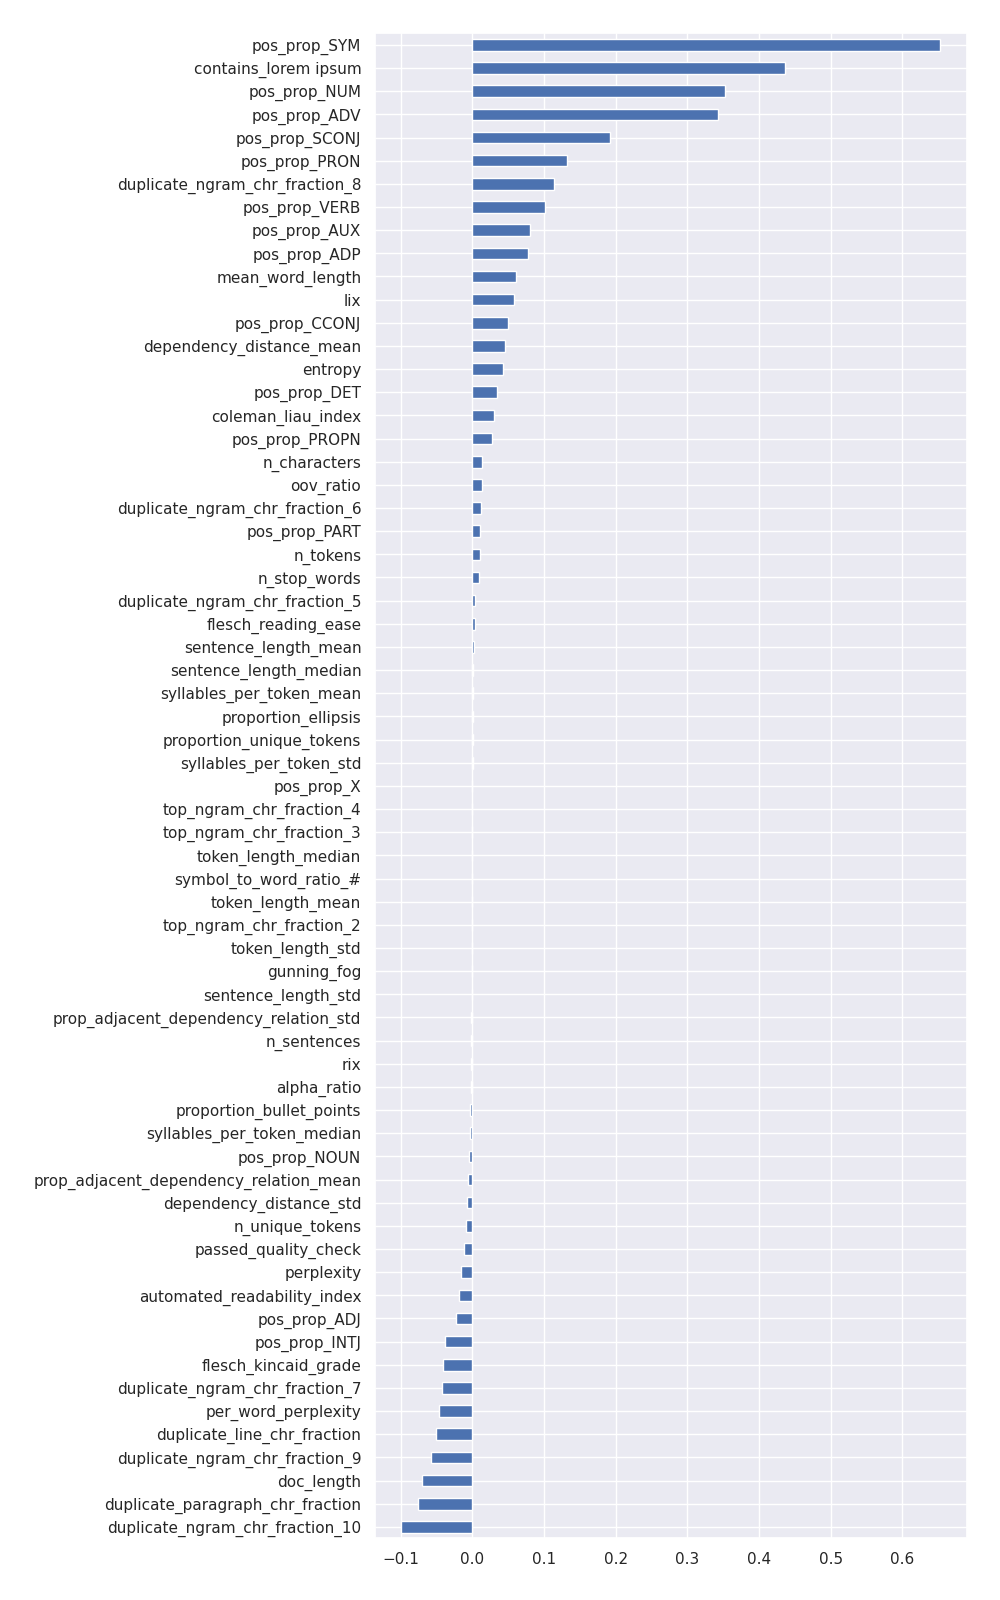 pos_prop_SYM
contains_lorem ipsum
pos_prop_NUM
pos_prop_ADV
pos_prop_SCONJ
pos_prop_PRON
duplicate_ngram_chr_fraction_8
pos_prop_VERB
pos_prop_AUX
pos_prop_ADP
mean_word_length
lix
pos_prop_CCONJ
dependency_distance_mean
entropy
pos_prop_DET
coleman_liau_index
pos_prop_PROPN
n_characters
oov_ratio
duplicate_ngram_chr_fraction_6
pos_prop_PART
n_tokens
n_stop_words
duplicate_ngram_chr_fraction_5
flesch_reading_ease
sentence_length_mean
sentence_length_median
syllables_per_token_mean
proportion_ellipsis
proportion_unique_tokens
syllables_per_token_std
pos_prop_X
top_ngram_chr_fraction_4
top_ngram_chr_fraction_3
token_length_median
symbol_to_word_ratio_#
token_length_mean
top_ngram_chr_fraction_2
token_length_std
gunning_fog
sentence_length_std
prop_adjacent_dependency_relation_std
n_sentences
rix
alpha_ratio
proportion_bullet_points
syllables_per_token_median
pos_prop_NOUN
prop_adjacent_dependency_relation_mean
dependency_distance_std
n_unique_tokens
passed_quality_check
perplexity
automated_readability_index
pos_prop_ADJ
pos_prop_INTJ
flesch_kincaid_grade
duplicate_ngram_chr_fraction_7
per_word_perplexity
duplicate_line_chr_fraction
duplicate_ngram_chr_fraction_9
doc_length
duplicate_paragraph_chr_fraction
duplicate_ngram_chr_fraction_10
−0.1 0.0 0.1 0.2 0.3 0.4 0.5 0.6